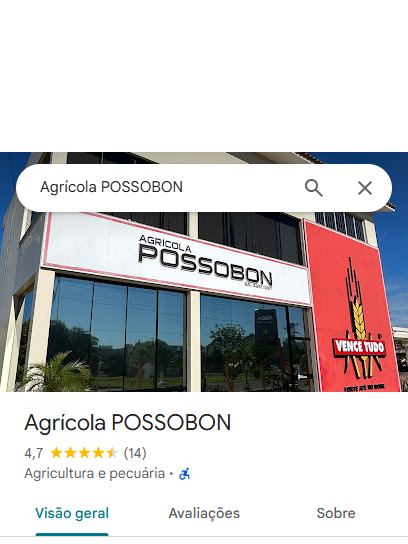 Agrícola POSSOBON
AGRÍCOLA
POSSOBON
VENCE TUDO
FORTE ATÉ NO NOME
Agrícola POSSOBON
4,7 (14)
Agricultura e pecuária ·
Visão geral Avaliações Sobre